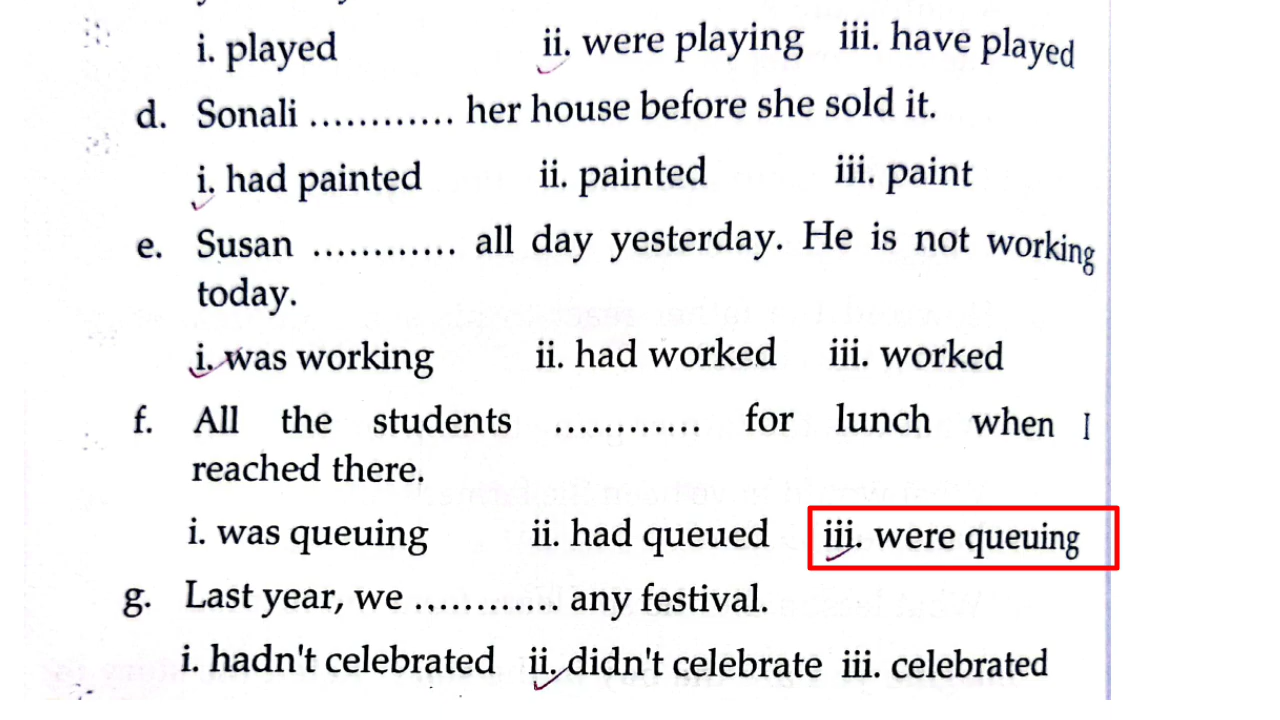 i. played ii. were playing iii. have played
d. Sonali ............ her house before she sold it.
i. had painted ii. painted iii. paint
e. Susan ............ all day yesterday. He is not working
today.
i. was working ii. had worked iii. worked
f. All the students ............ for lunch when I
reached there.
i. was queuing ii. had queued iii. were queuing
g. Last year, we ............ any festival.
i. hadn't celebrated ii. didn't celebrate iii. celebrated